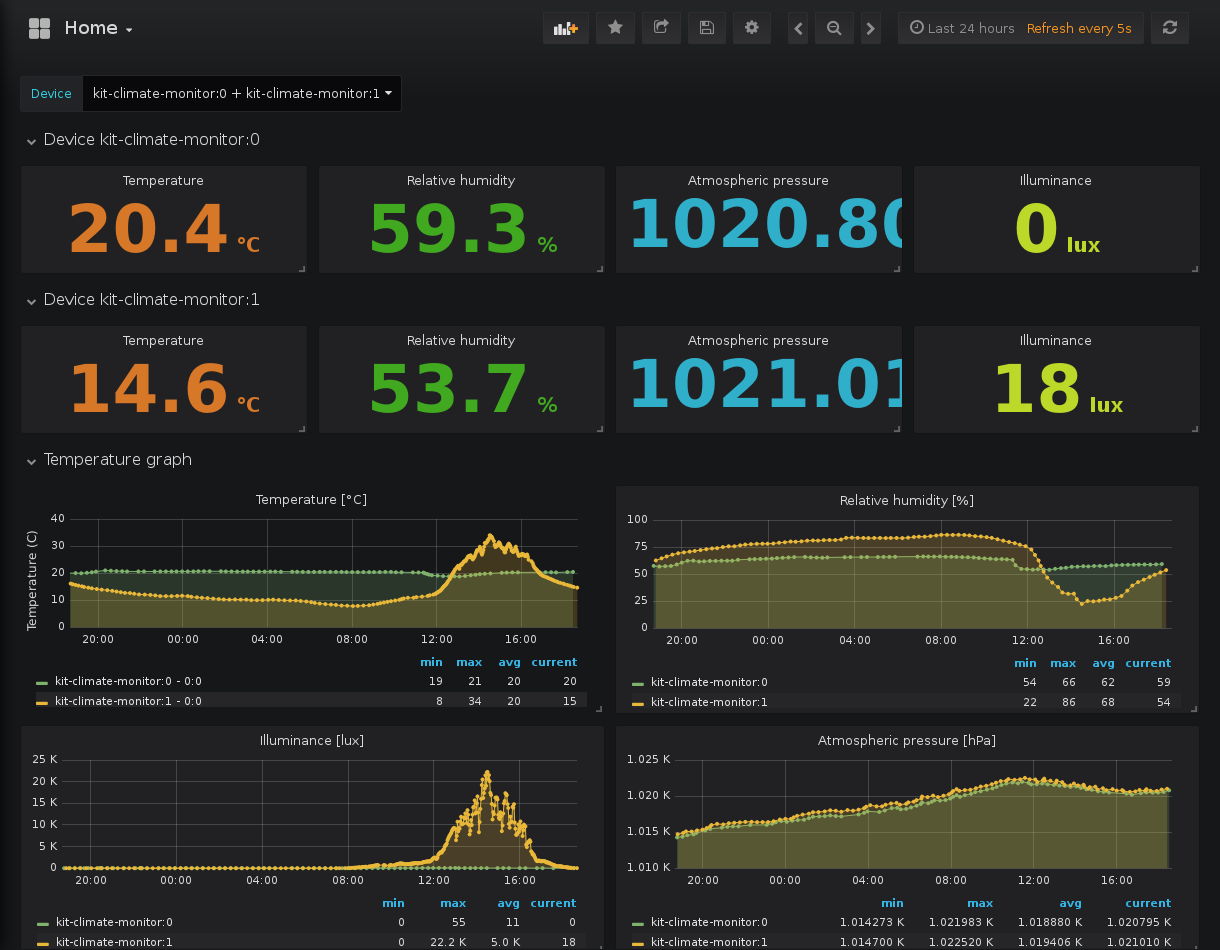 Home
Last 24 hours Refresh every 5s
Device kit-climate-monitor:0 + kit-climate-monitor:1
Device kit-climate-monitor:0
Temperature Relative humidity Atmospheric pressure Illuminance
20.4 °C 59.3 % 1020.80 0 lux
Device kit-climate-monitor:1
Temperature Relative humidity Atmospheric pressure Illuminance
14.6 °C 53.7 % 1021.01 18 lux
Temperature graph
Temperature [°C]
Temperature (C)
40
30
20
10
0
20:00 00:00 04:00 08:00 12:00 16:00
min max avg current
kit-climate-monitor:0 - 0:0 19 21 20 20
kit-climate-monitor:1 - 0:0 8 34 20 15
Relative humidity [%]
100
75
50
25
0
20:00 00:00 04:00 08:00 12:00 16:00
min max avg current
kit-climate-monitor:0 54 66 62 59
kit-climate-monitor:1 22 86 68 54
Illuminance [lux]
25 K
20 K
15 K
10 K
5 K
0
20:00 00:00 04:00 08:00 12:00 16:00
min max avg current
kit-climate-monitor:0 0 55 11 0
kit-climate-monitor:1 0 22.2 K 5.0 K 18
Atmospheric pressure [hPa]
1.025 K
1.020 K
1.015 K
1.010 K
20:00 00:00 04:00 08:00 12:00 16:00
min max avg current
kit-climate-monitor:0 1.014273 K 1.021983 K 1.018880 K 1.020795 K
kit-climate-monitor:1 1.014700 K 1.022520 K 1.019406 K 1.021010 K